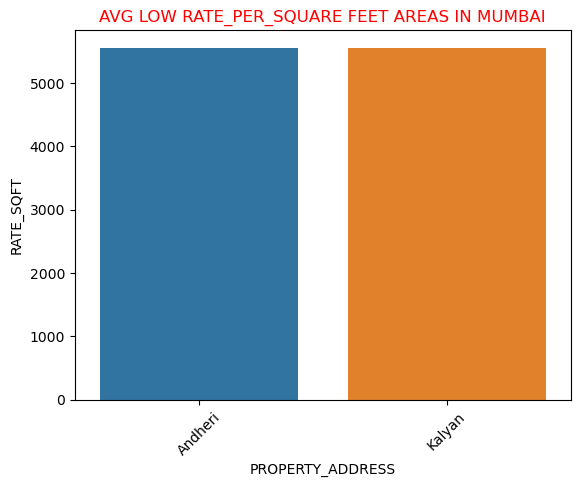 AVG LOW RATE_PER_SQUARE FEET AREAS IN MUMBAI
RATE_SQFT
5000
4000
3000
2000
1000
0
Andheri
Kalyan
PROPERTY_ADDRESS